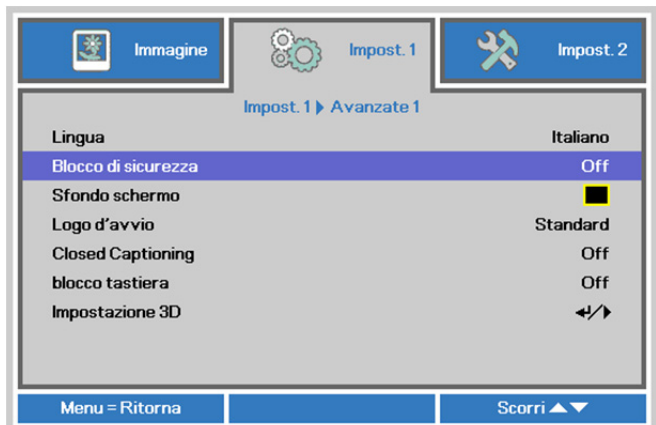 Immagine Impost. 1 Impost. 2
Impost. 1 Avanzate 1
Lingua Italiano
Blocco di sicurezza Off
Sfondo schermo
Logo d'avvio Standard
Closed Captioning Off
blocco tastiera Off
Impostazione 3D
Menu = Ritorna Scorri ▲▼